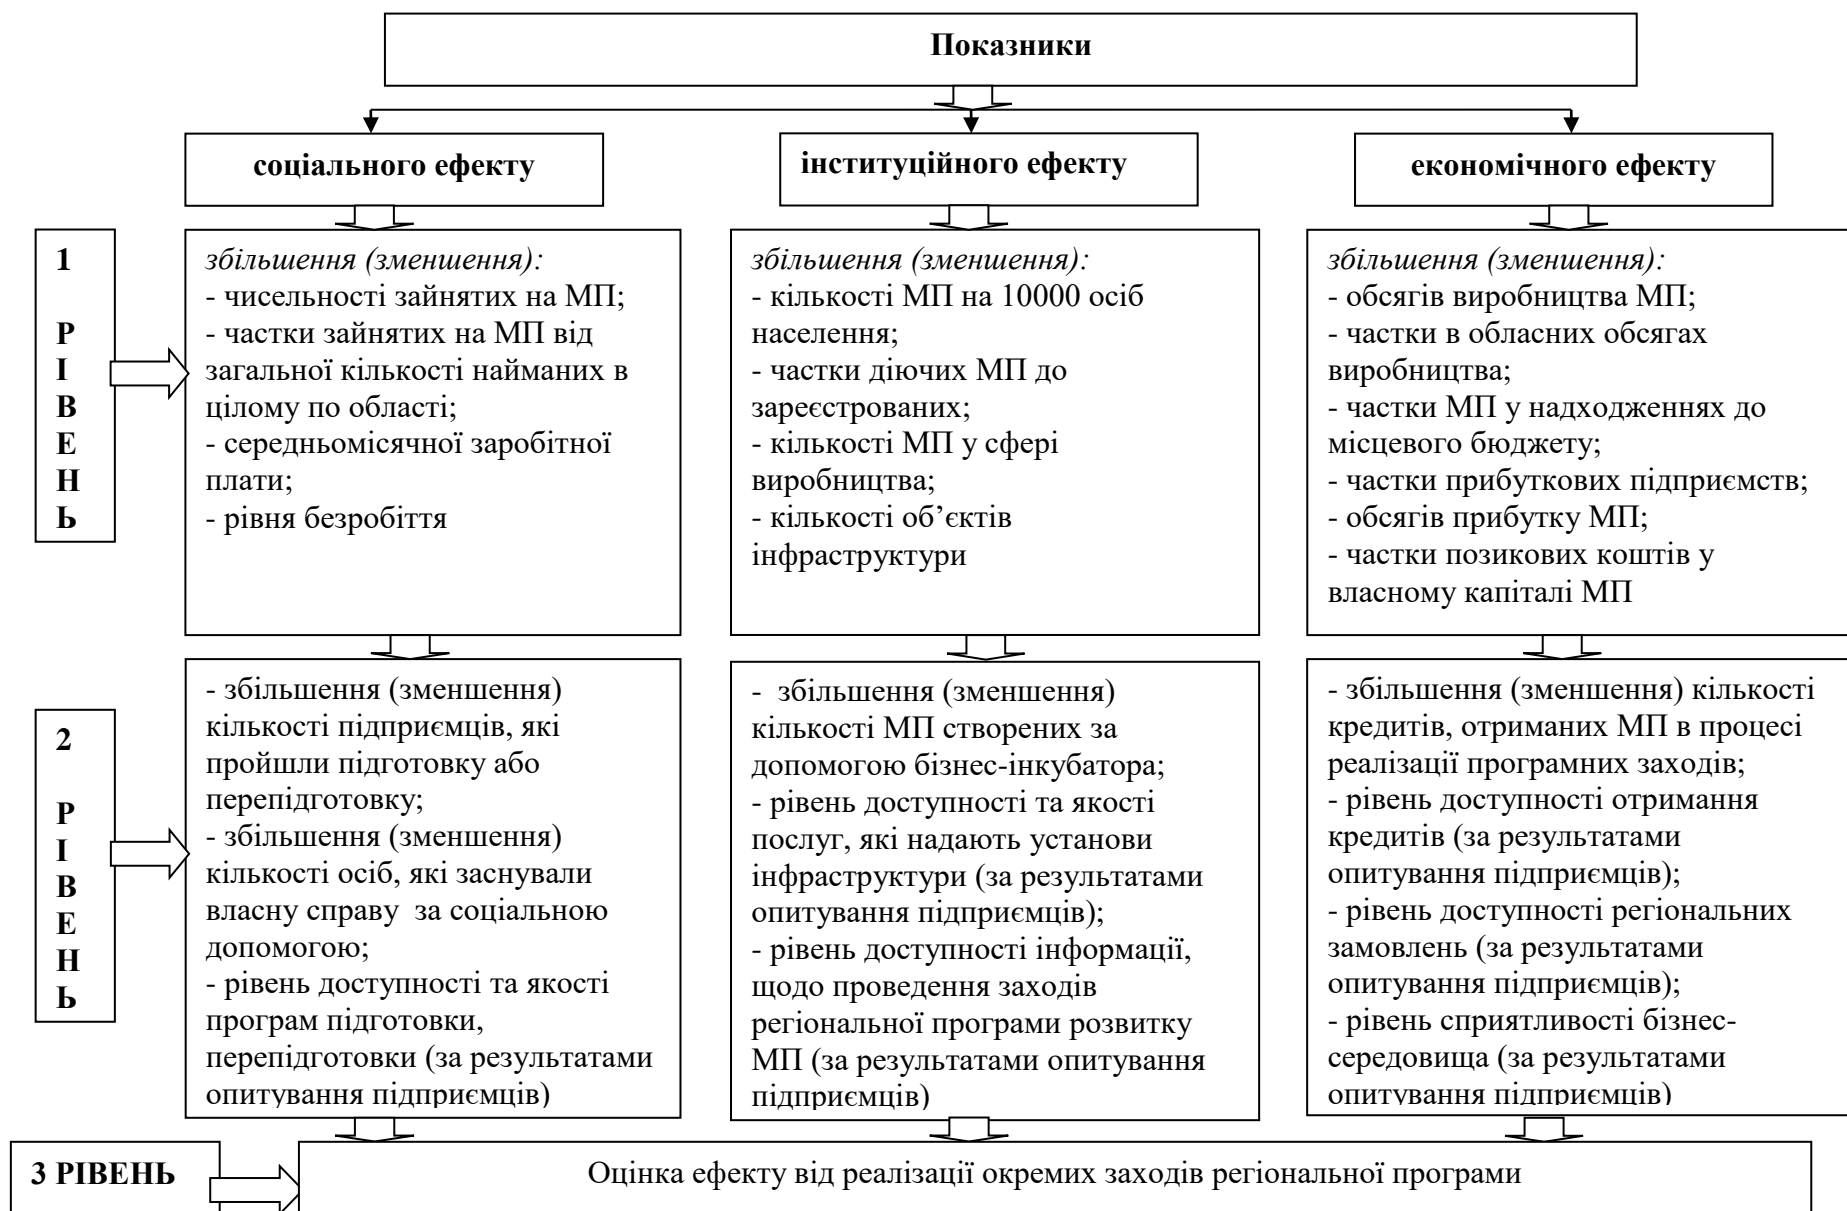 Показники
соціального ефекту
інституційного ефекту
економічного ефекту
1
Р
І
В
Е
Н
Ь
збільшення (зменшення):
- чисельності зайнятих на МП;
- частки зайнятих на МП від
загальної кількості найманих в
цілому по області;
- середньомісячної заробітної
плати;
- рівня безробіття
збільшення (зменшення):
- кількості МП на 10000 осіб
населення;
- частки діючих МП до
зареєстрованих;
- кількості МП у сфері
виробництва;
- кількості об’єктів
інфраструктури
збільшення (зменшення):
- обсягів виробництва МП;
- частки в обласних обсягах
виробництва;
- частки МП у надходженнях до
місцевого бюджету;
- частки прибуткових підприємств;
- обсягів прибутку МП;
- частки позикових коштів у
власному капіталі МП
2
Р
І
В
Е
Н
Ь
- збільшення (зменшення)
кількості підприємців, які
пройшли підготовку або
перепідготовку;
- збільшення (зменшення)
кількості осіб, які заснували
власну справу за соціальною
допомогою;
- рівень доступності та якості
програм підготовки,
перепідготовки (за результатами
опитування підприємців)
- збільшення (зменшення)
кількості МП створених за
допомогою бізнес-інкубатора;
- рівень доступності та якості
послуг, які надають установи
інфраструктури (за результатами
опитування підприємців);
- рівень доступності інформації,
щодо проведення заходів
регіональної програми розвитку
МП (за результатами опитування
підприємців)
- збільшення (зменшення) кількості
кредитів, отриманих МП в процесі
реалізації програмних заходів;
- рівень доступності отримання
кредитів (за результатами
опитування підприємців);
- рівень доступності регіональних
замовлень (за результатами
опитування підприємців);
- рівень сприятливості бізнес-
середовища (за результатами
опитування підприємців)
3 РІВЕНЬ
Оцінка ефекту від реалізації окремих заходів регіональної програми